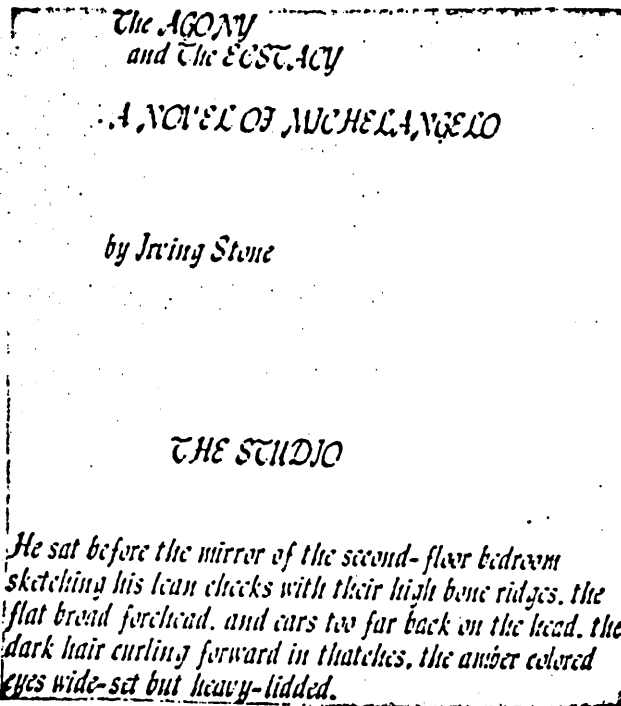 The AGONY
and The ECSTACY
A NOVEL OF MICHELANGELO
by Irving Stone
THE STUDIO
He sat before the mirror of the second-floor bedroom
sketching his lean cheeks with their high bone ridges. the
flat broad forehead. and ears too far back on the head. the
dark hair curling forward in thatches, the amber colored
eyes wide-set but heavy-lidded.